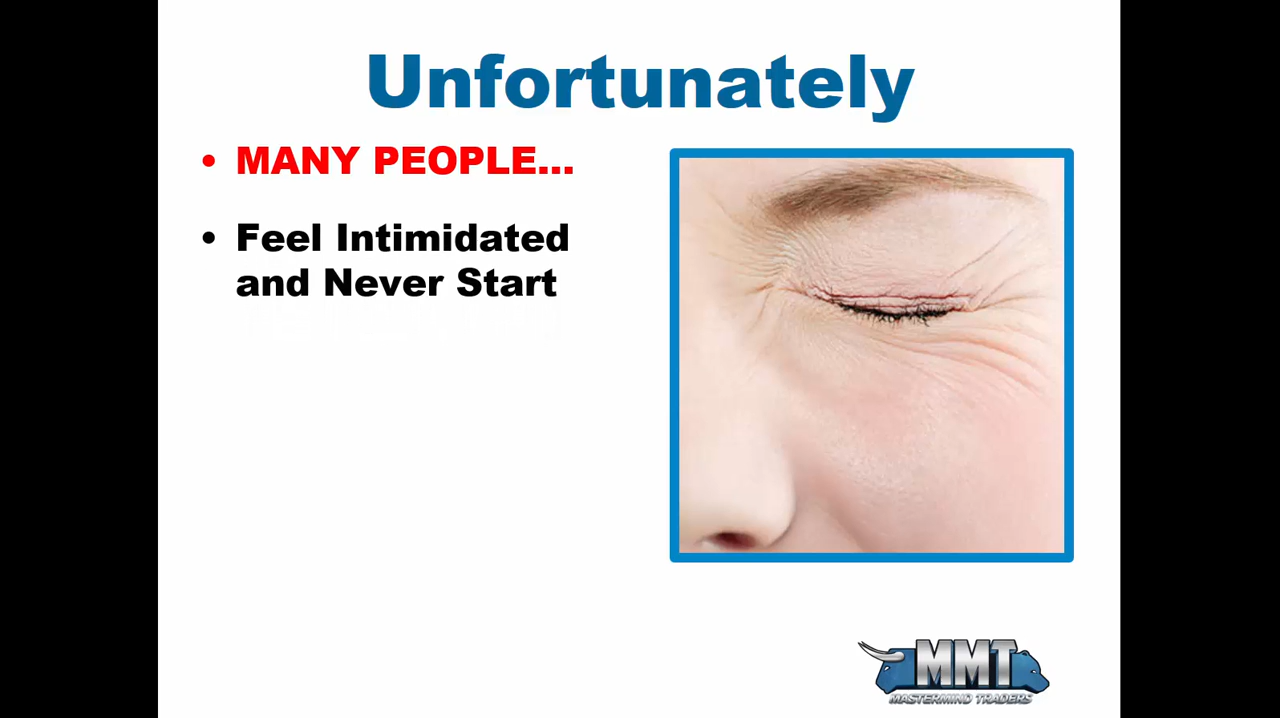 Unfortunately
• MANY PEOPLE...
• Feel Intimidated
and Never Start
MMT
MASTERMIND TRADERS